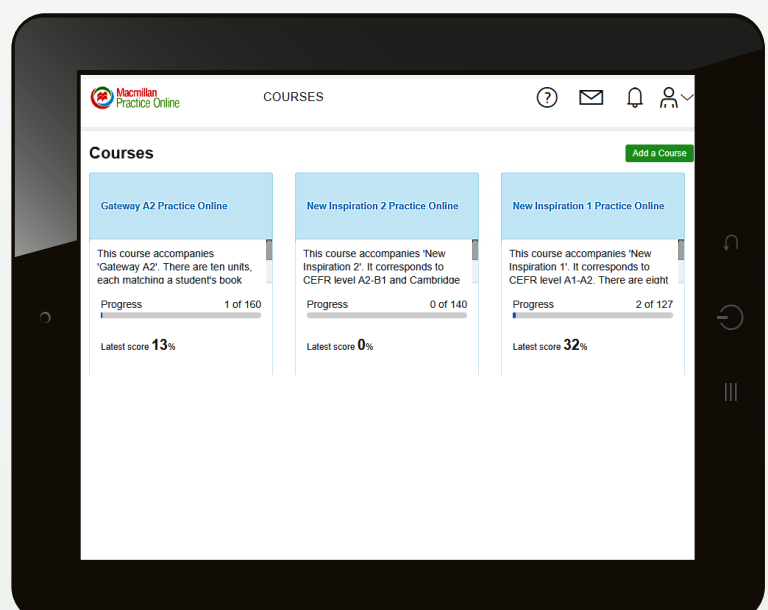 Macmillan
Practice Online
COURSES
?
Courses
Add a Course
Gateway A2 Practice Online
This course accompanies
'Gateway A2'. There are ten units,
each matching a student's book
Progress 1 of 160
Latest score 13%
New Inspiration 2 Practice Online
This course accompanies 'New
Inspiration 2'. It corresponds to
CEFR level A2-B1 and Cambridge
Progress 0 of 140
Latest score 0%
New Inspiration 1 Practice Online
This course accompanies 'New
Inspiration 1'. It corresponds to
CEFR level A1-A2. There are eight
Progress 2 of 127
Latest score 32%